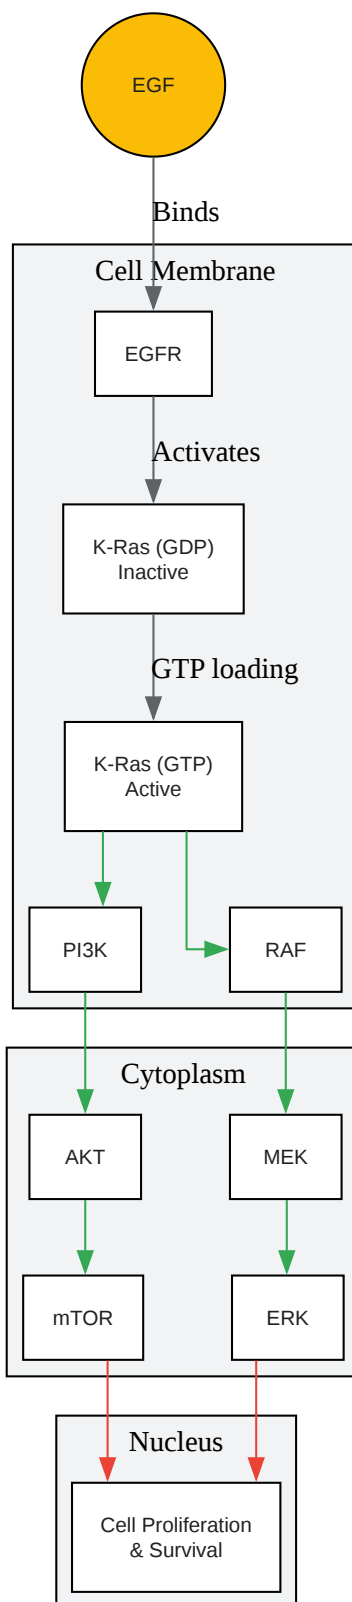 EGF
Binds
Cell Membrane
EGFR
Activates
K-Ras (GDP)
Inactive
GTP loading
K-Ras (GTP)
Active
PI3K
RAF
Cytoplasm
AKT
MEK
mTOR
ERK
Nucleus
Cell Proliferation
& Survival